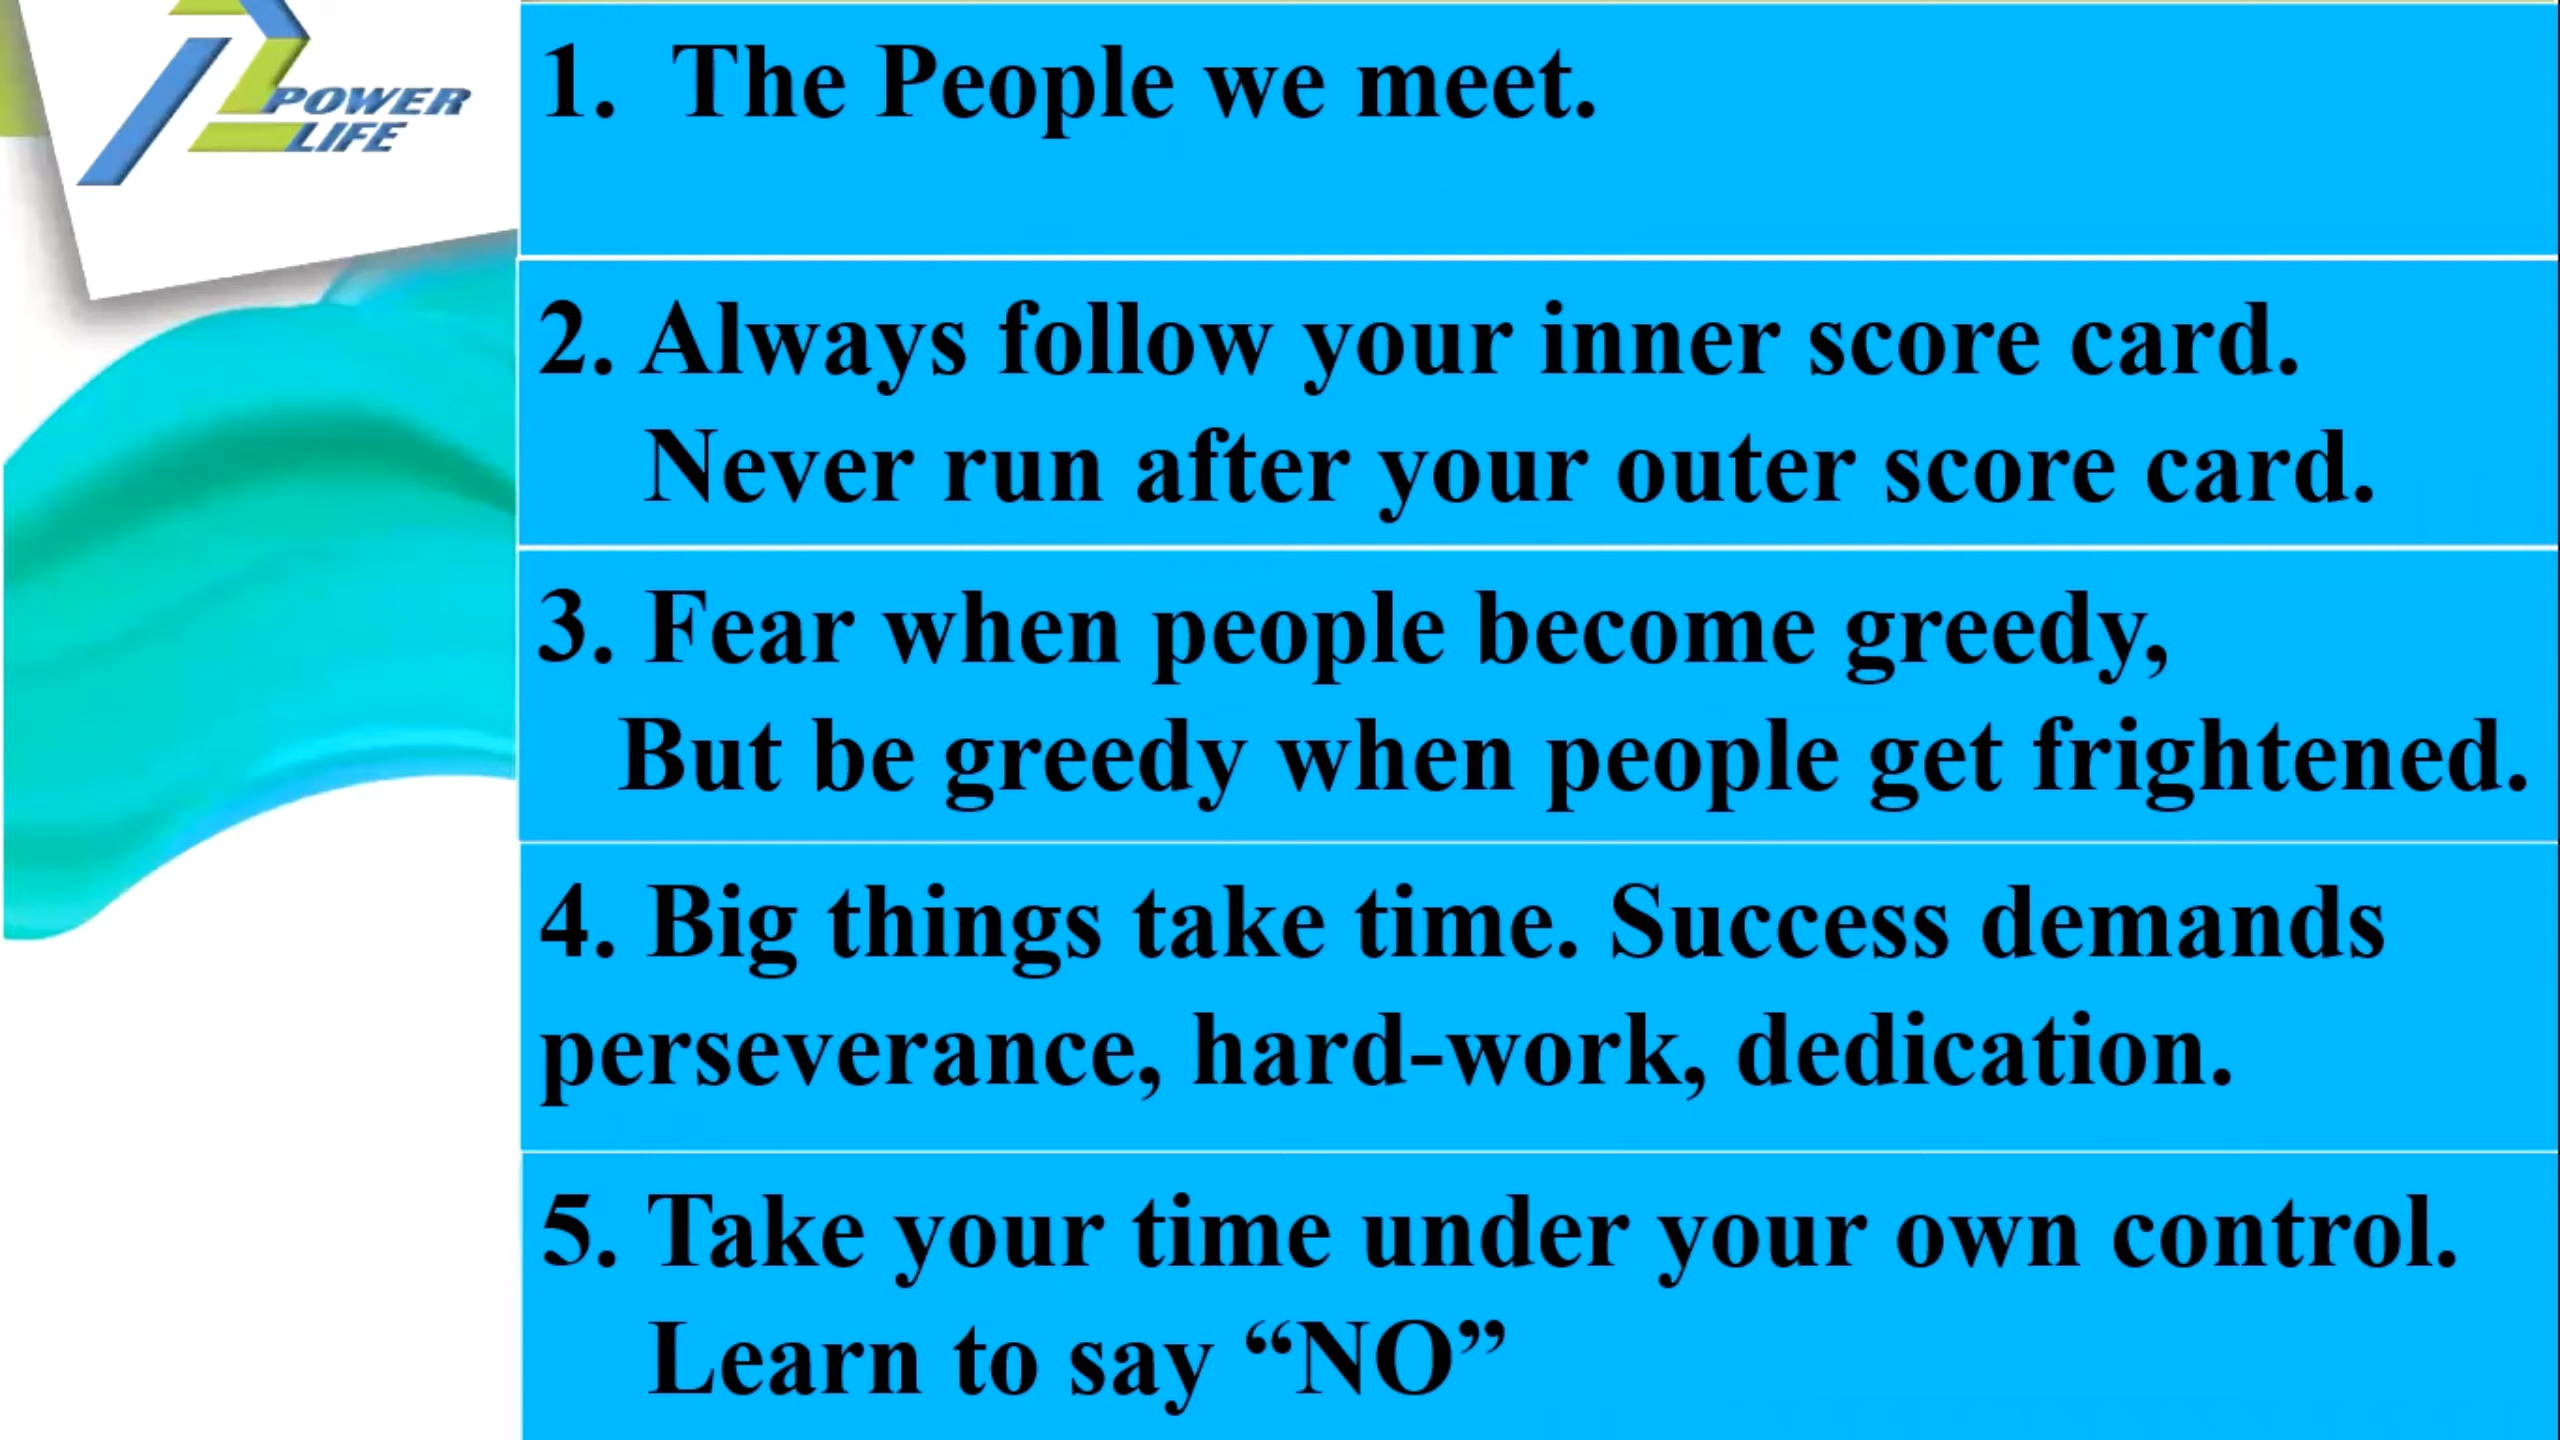 POWER
LIFE
1. The People we meet.
2. Always follow your inner score card.
Never run after your outer score card.
3. Fear when people become greedy,
But be greedy when people get frightened.
4. Big things take time. Success demands
perseverance, hard-work, dedication.
5. Take your time under your own control.
Learn to say “NO”